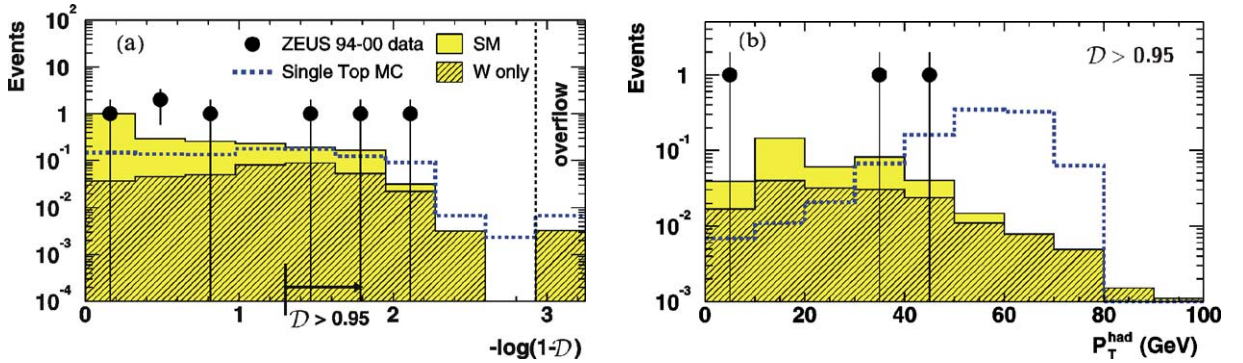 (a)
ZEUS 94-00 data
SM
Single Top MC
W only
Events
10²
10
1
10⁻¹
10⁻²
10⁻³
10⁻⁴
overflow
D > 0.95
0 1 2 3
-log(1-D)
(b)
D > 0.95
Events
1
10⁻¹
10⁻²
10⁻³
0 20 40 60 80 100
P_T^had (GeV)